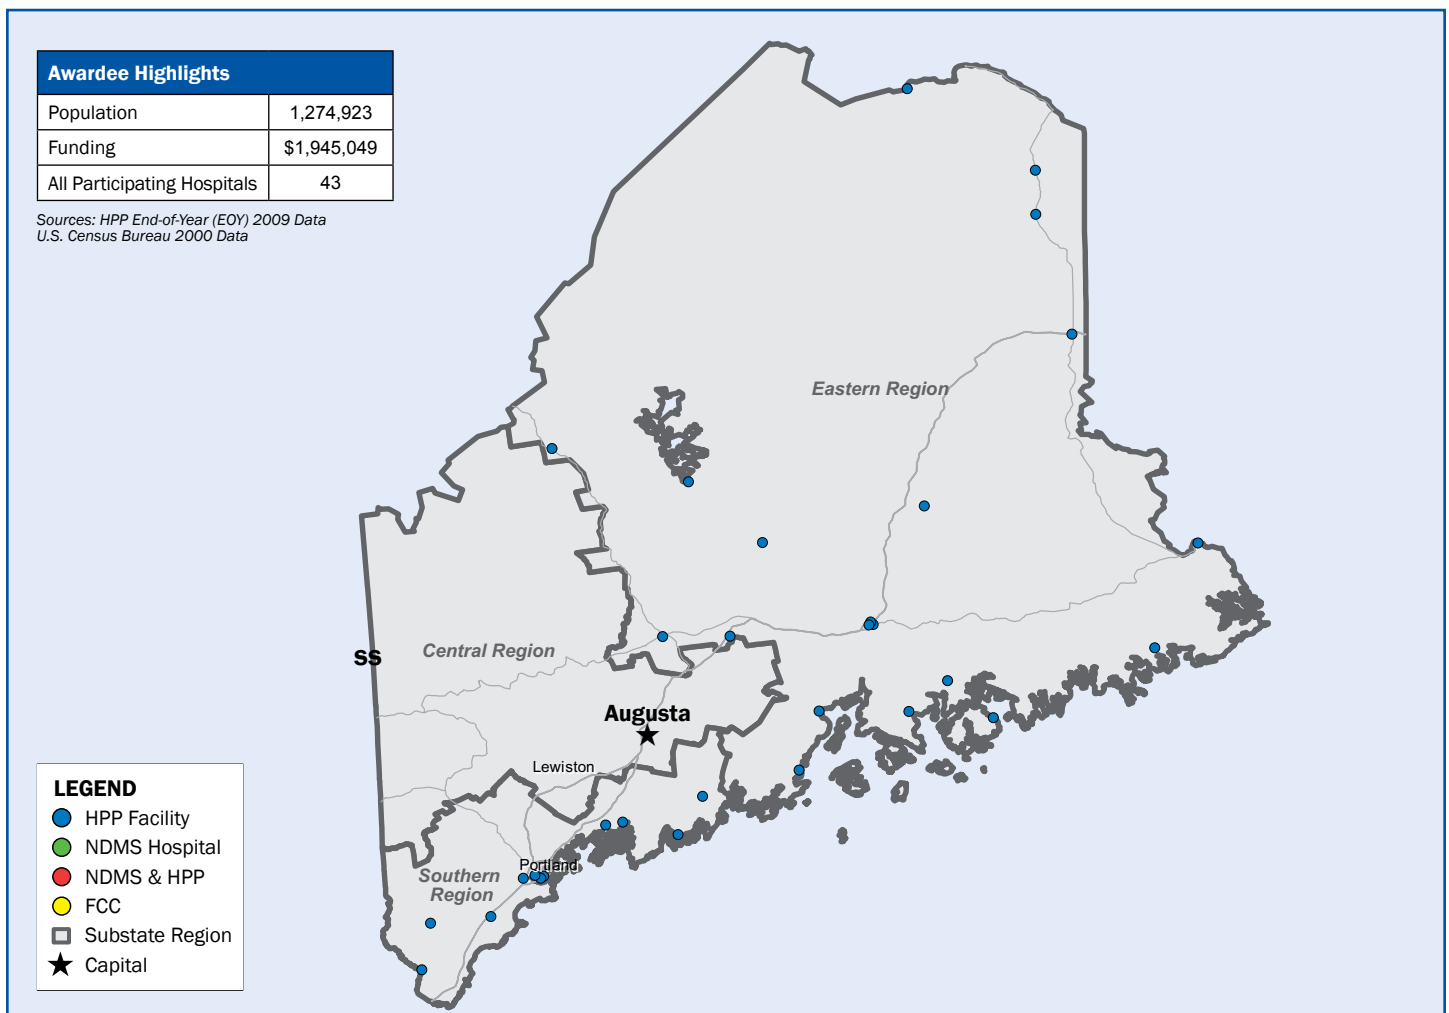 Awardee Highlights
Population 1,274,923
Funding $1,945,049
All Participating Hospitals 43
Sources: HPP End-of-Year (EOY) 2009 Data
U.S. Census Bureau 2000 Data
Eastern Region
Central Region
SS
Augusta
Lewiston
Portland
Southern
Region
LEGEND
HPP Facility
NDMS Hospital
NDMS & HPP
FCC
Substate Region
Capital